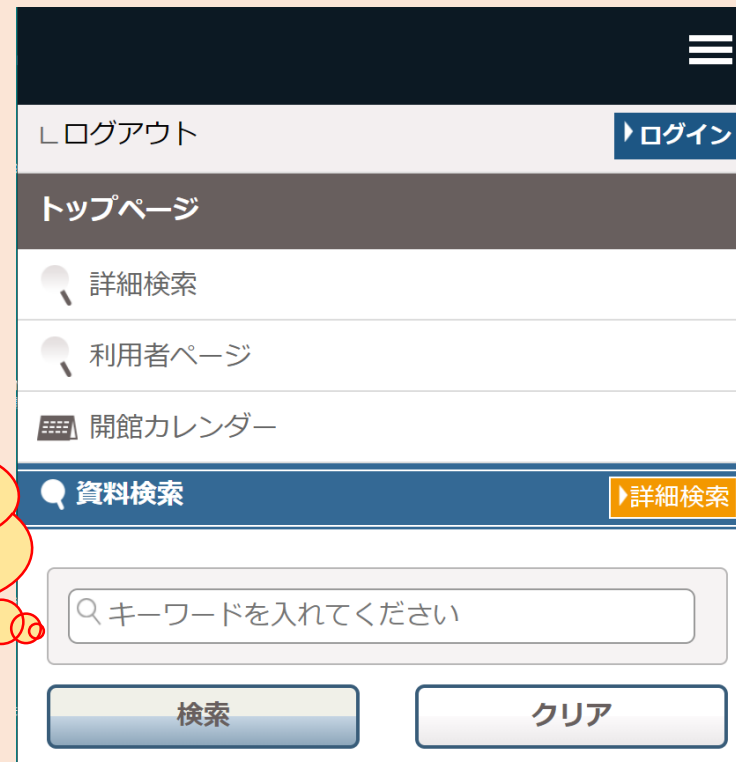 ∟ログアウト
ログイン
トップページ
詳細検索
利用者ページ
開館カレンダー
資料検索
詳細検索
キーワードを入れてください
検索
クリア